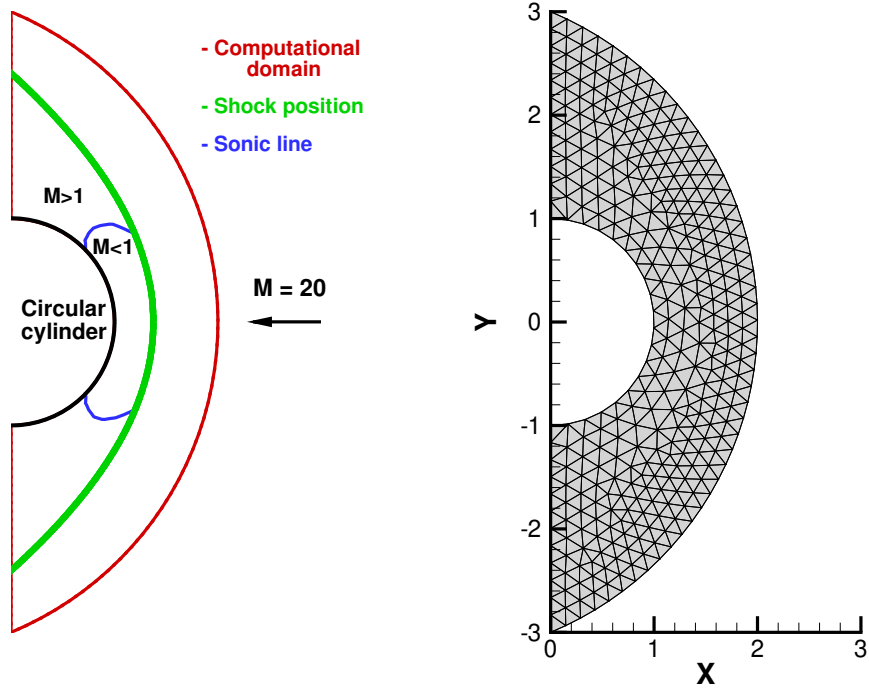 - Computational
domain
- Shock position
- Sonic line
M>1
M<1
Circular
cylinder
M = 20
3
2
1
0
-1
-2
-3
Y
0
1
2
3
X